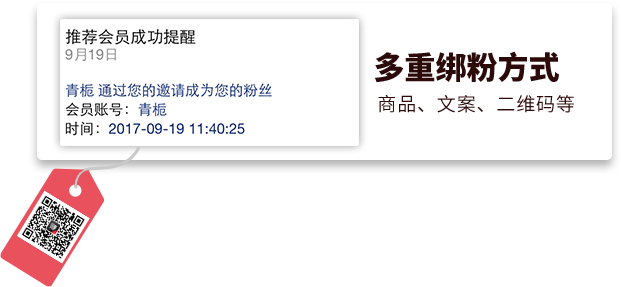 推荐会员成功提醒
9月19日
青栀 通过您的邀请成为您的粉丝
会员账号：青栀
时间：2017-09-19 11:40:25
多重绑粉方式
商品、文案、二维码等